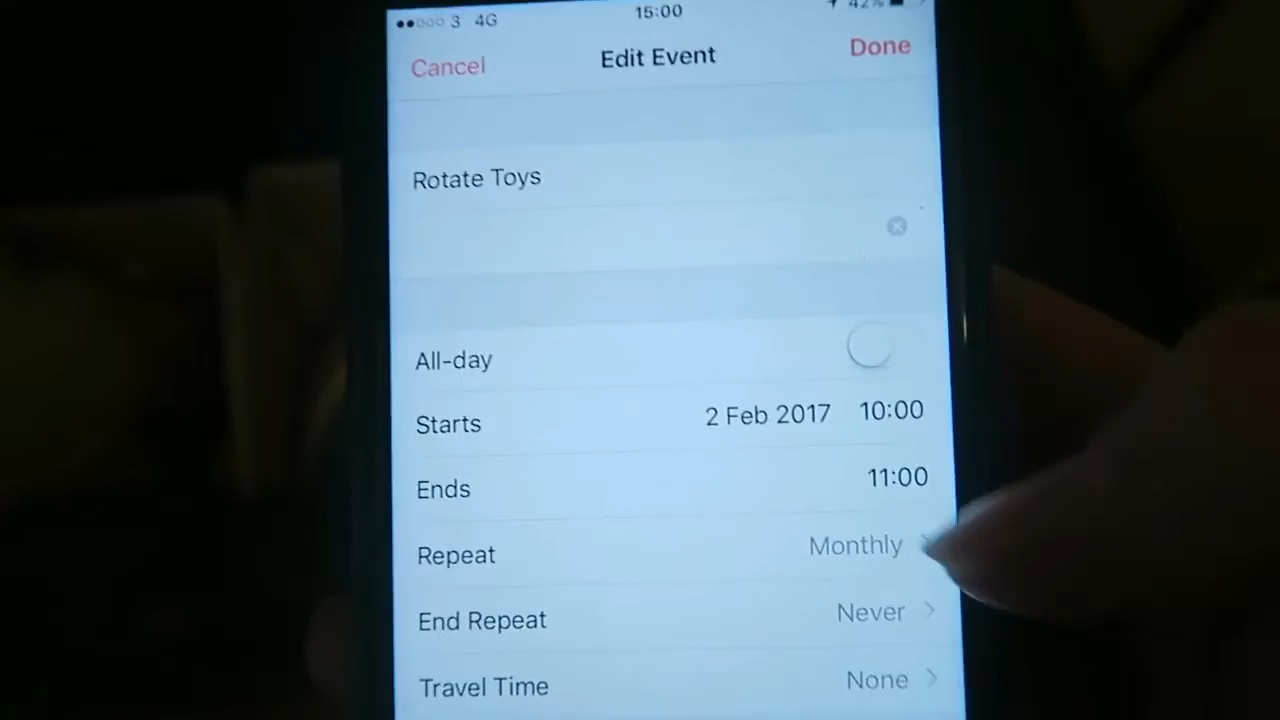 3 4G 15:00 42%
Cancel Edit Event Done
Rotate Toys
All-day
Starts 2 Feb 2017 10:00
Ends 11:00
Repeat Monthly
End Repeat Never
Travel Time None